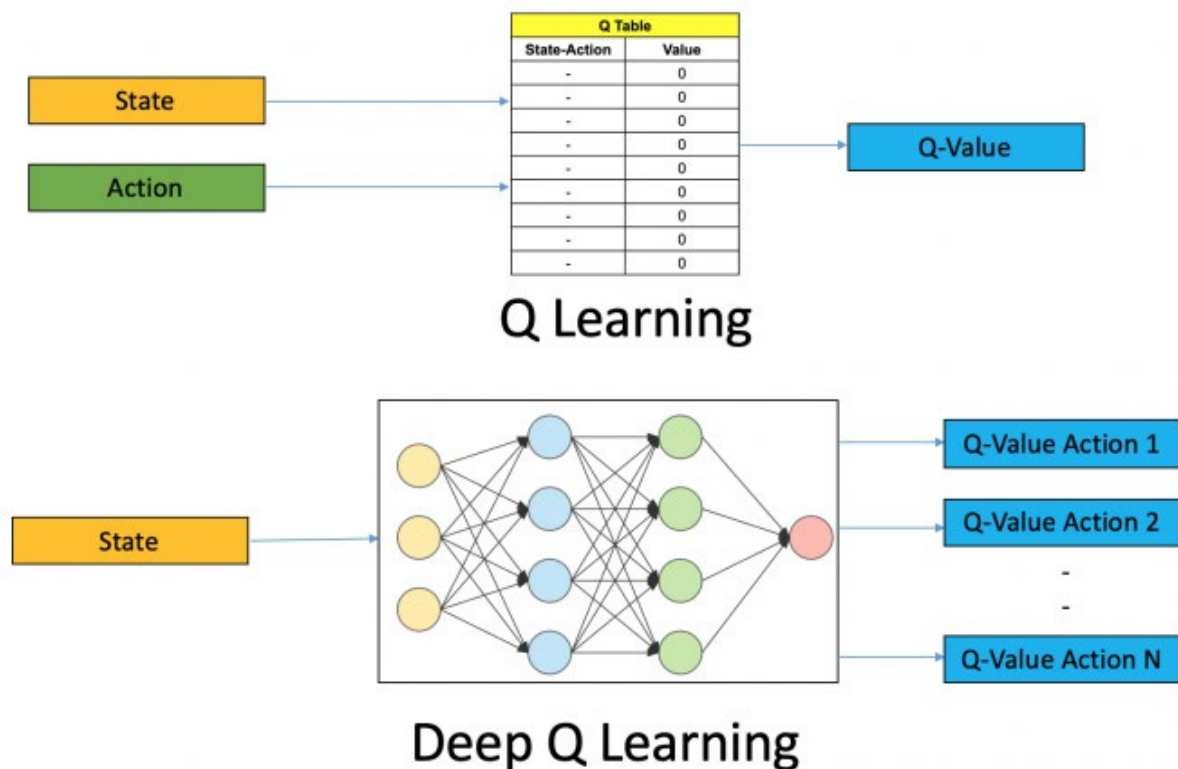 Q Table
State-Action Value
- 0
- 0
- 0
- 0
- 0
- 0
- 0
- 0
- 0
State
Action
Q-Value
Q Learning
State
Q-Value Action 1
Q-Value Action 2
-
-
Q-Value Action N
Deep Q Learning